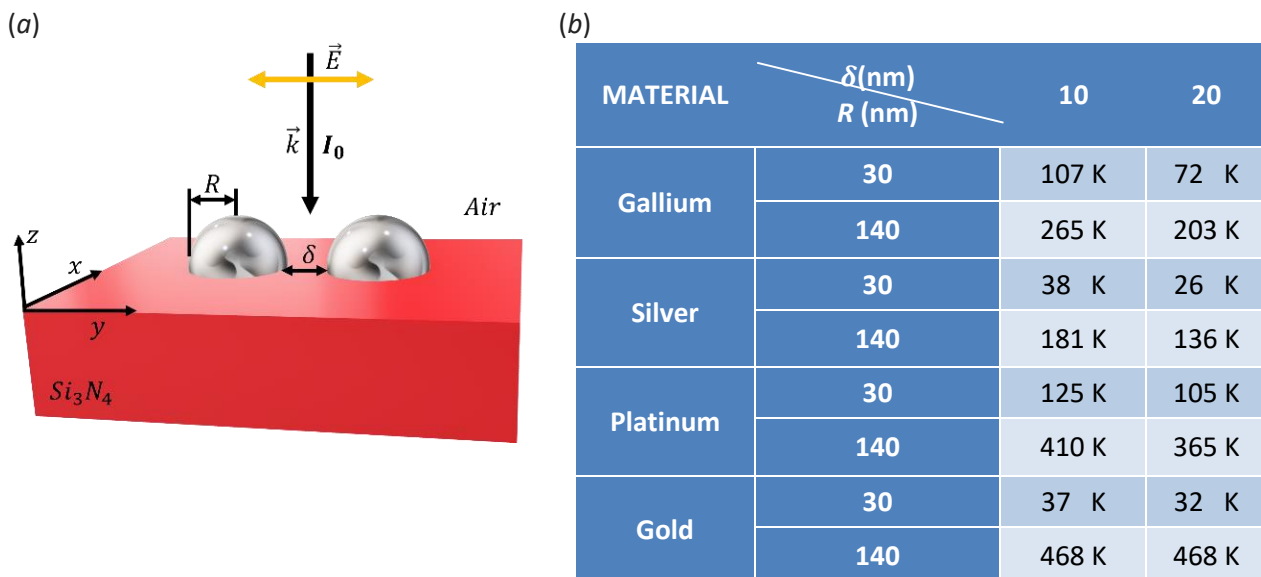 (a)
E⃗
k⃗ I₀
R
Air
δ
z
x
y
Si₃N₄
(b)
MATERIAL δ(nm) 10 20
R (nm)
Gallium 30 107 K 72 K
140 265 K 203 K
Silver 30 38 K 26 K
140 181 K 136 K
Platinum 30 125 K 105 K
140 410 K 365 K
Gold 30 37 K 32 K
140 468 K 468 K